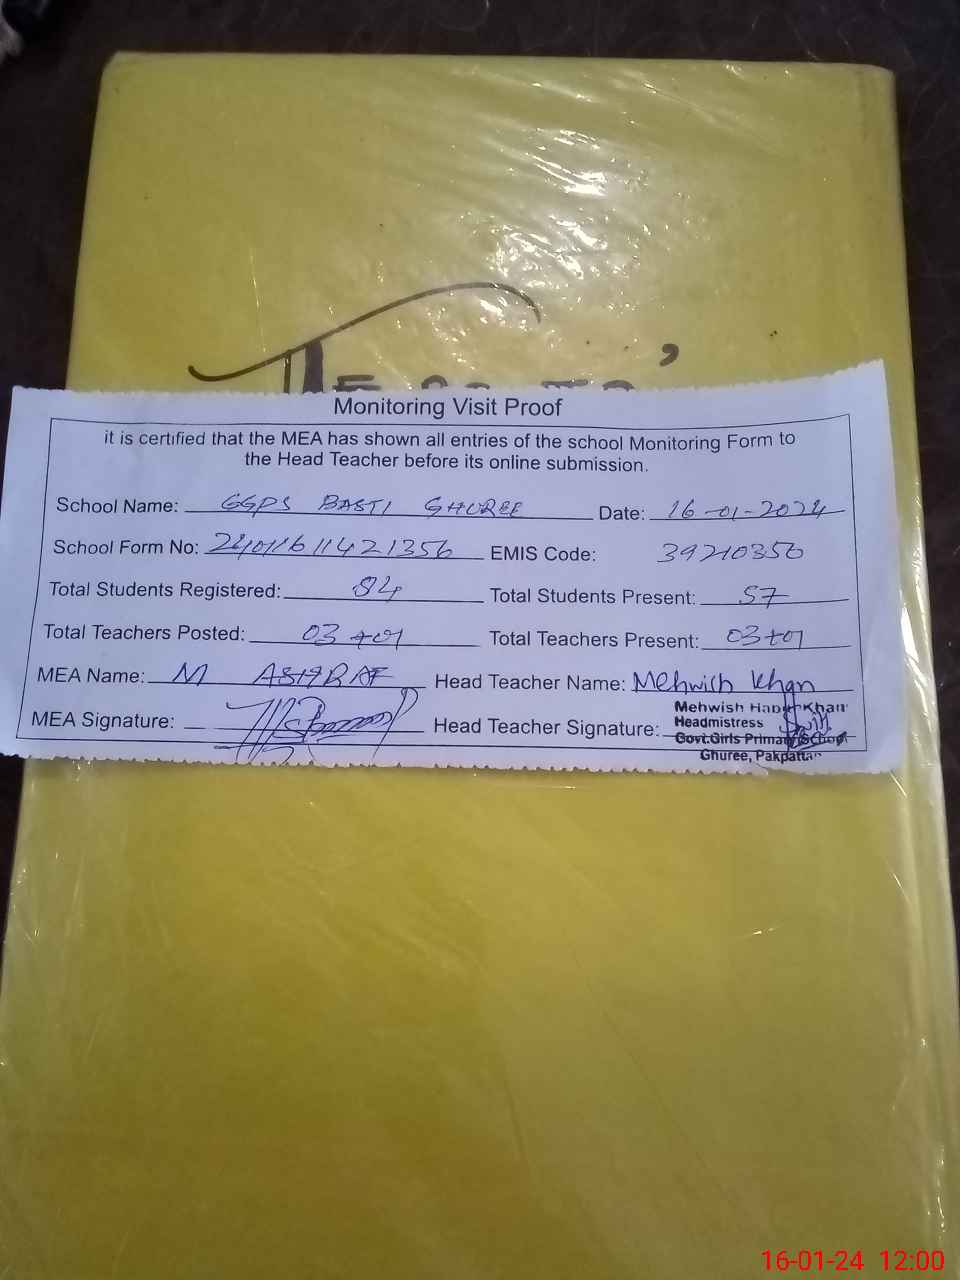 Monitoring Visit Proof
it is certified that the MEA has shown all entries of the school Monitoring Form to
the Head Teacher before its online submission.
School Name: GGPS BASTI GHUREE Date: 16-01-2024
School Form No: 24011611421356 EMIS Code: 39210356
Total Students Registered: 84 Total Students Present: 57
Total Teachers Posted: 03+01 Total Teachers Present: 03+01
MEA Name: M ASHRAF Head Teacher Name: Mehwish Khan
MEA Signature: Head Teacher Signature:
Mehwish Khan
Headmistress
Govt.Girls Primary School
Ghuree, Pakpattan
16-01-24 12:00